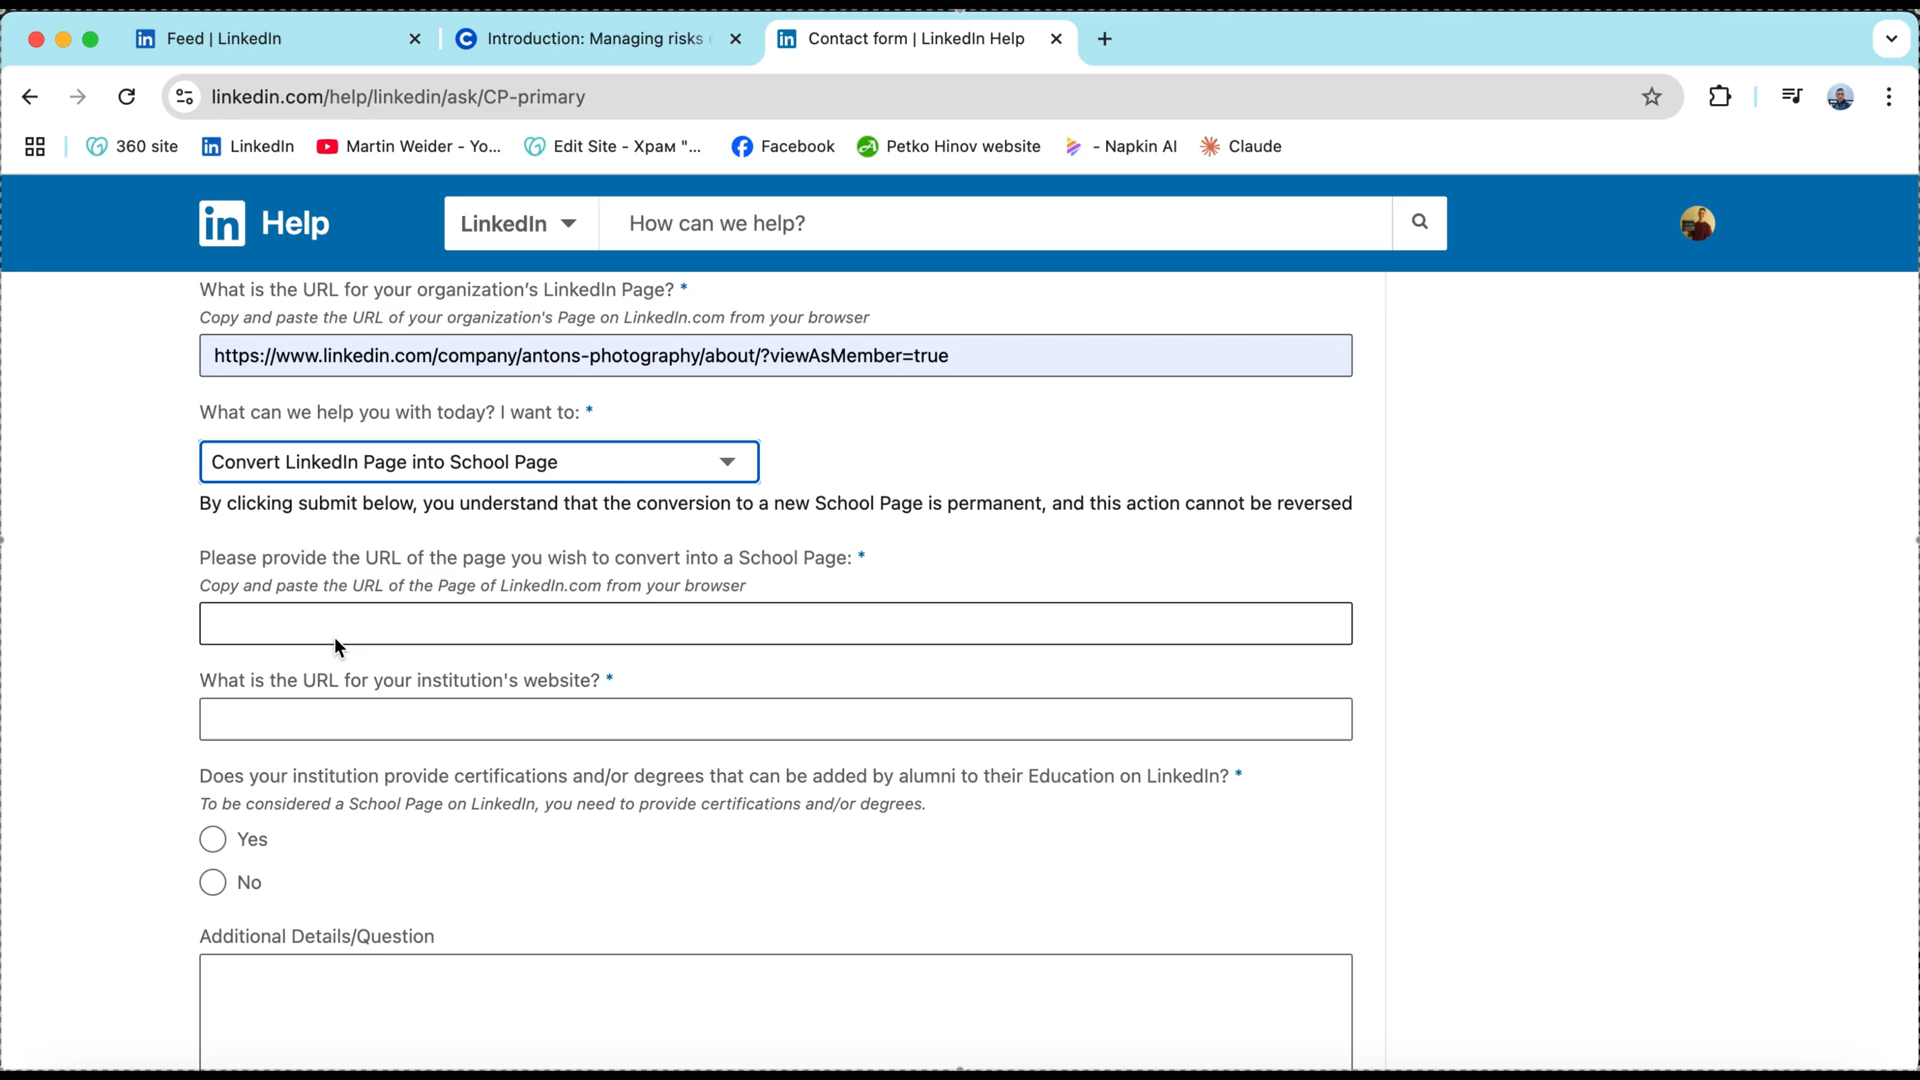 Feed | LinkedIn
Introduction: Managing risks
Contact form | LinkedIn Help
linkedin.com/help/linkedin/ask/CP-primary
360 site
LinkedIn
Martin Weider - Yo...
Edit Site - Храм "...
Facebook
Petko Hinov website
- Napkin AI
Claude
in Help
LinkedIn
How can we help?
What is the URL for your organization’s LinkedIn Page? *
Copy and paste the URL of your organization's Page on LinkedIn.com from your browser
https://www.linkedin.com/company/antons-photography/about/?viewAsMember=true
What can we help you with today? I want to: *
Convert LinkedIn Page into School Page
By clicking submit below, you understand that the conversion to a new School Page is permanent, and this action cannot be reversed
Please provide the URL of the page you wish to convert into a School Page: *
Copy and paste the URL of the Page of LinkedIn.com from your browser
What is the URL for your institution's website? *
Does your institution provide certifications and/or degrees that can be added by alumni to their Education on LinkedIn? *
To be considered a School Page on LinkedIn, you need to provide certifications and/or degrees.
Yes
No
Additional Details/Question